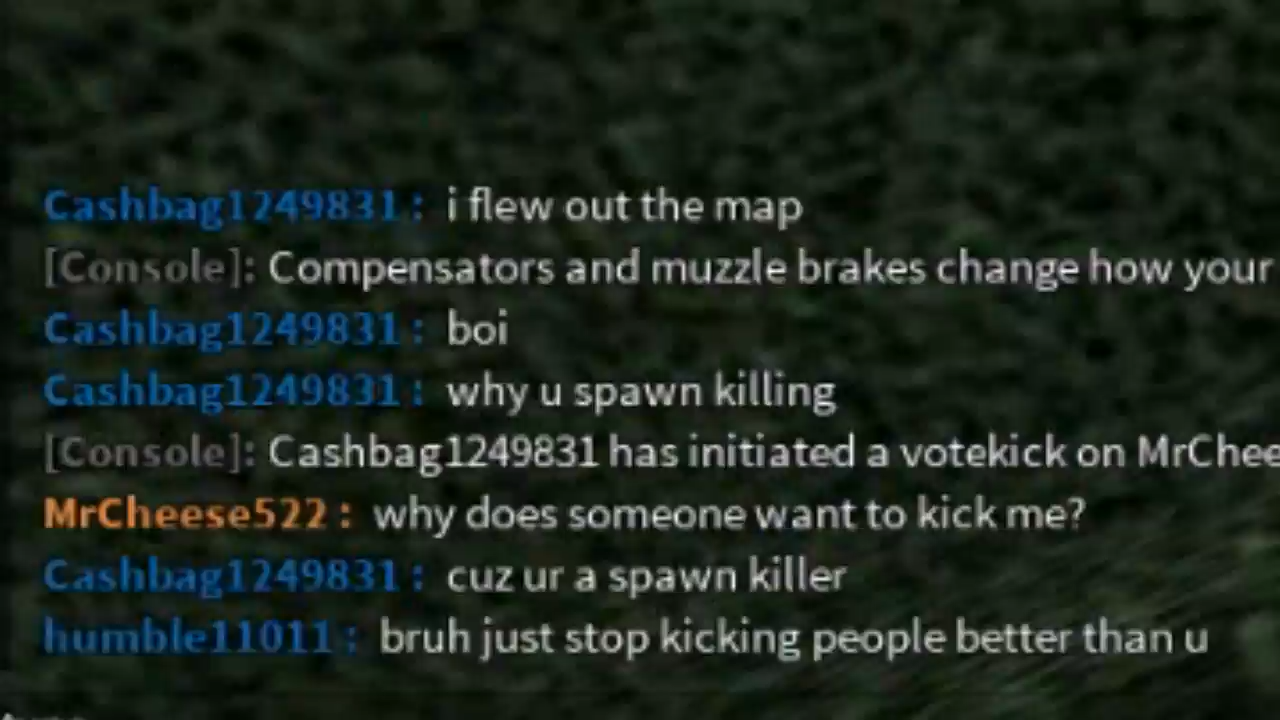 Cashbag1249831 : i flew out the map
[Console]: Compensators and muzzle brakes change how your
Cashbag1249831 : boi
Cashbag1249831 : why u spawn killing
[Console]: Cashbag1249831 has initiated a votekick on MrChee
MrCheese522 : why does someone want to kick me?
Cashbag1249831 : cuz ur a spawn killer
humble11011 : bruh just stop kicking people better than u